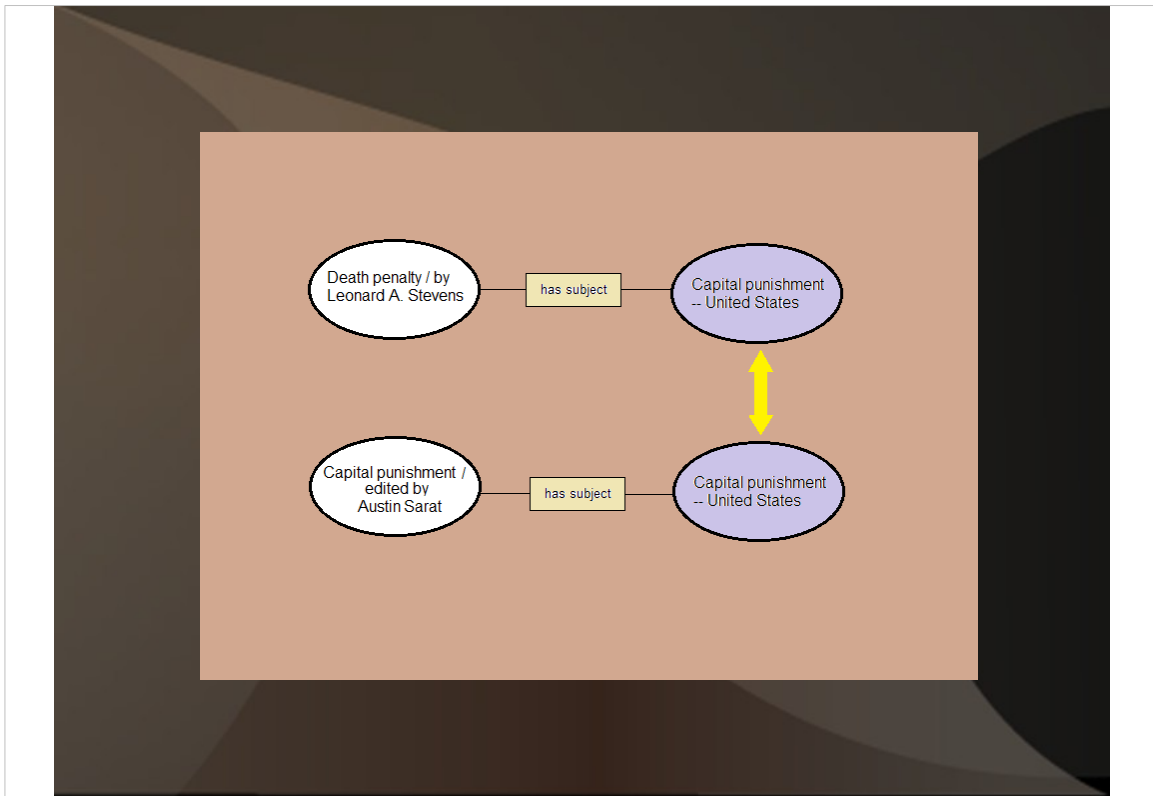 Death penalty / by
Leonard A. Stevens
has subject
Capital punishment
-- United States
Capital punishment /
edited by
Austin Sarat
has subject
Capital punishment
-- United States